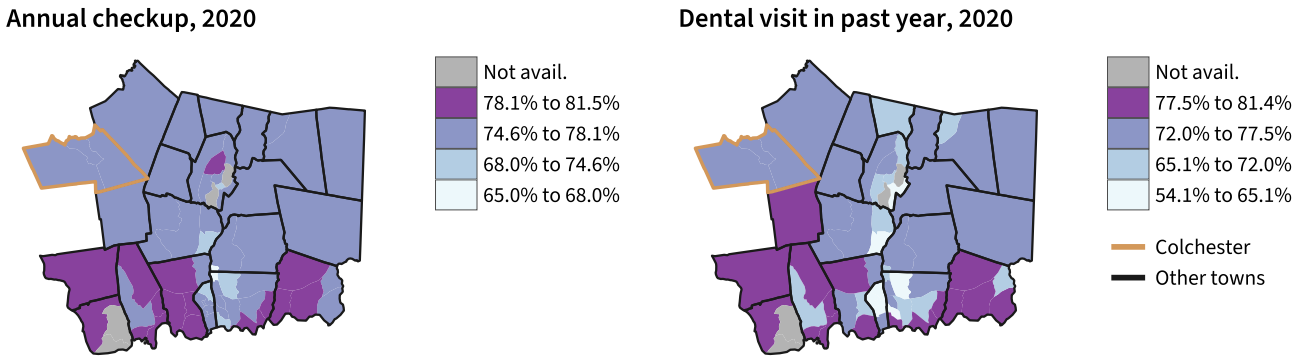 Annual checkup, 2020
Not avail.
78.1% to 81.5%
74.6% to 78.1%
68.0% to 74.6%
65.0% to 68.0%
Dental visit in past year, 2020
Not avail.
77.5% to 81.4%
72.0% to 77.5%
65.1% to 72.0%
54.1% to 65.1%
Colchester
Other towns